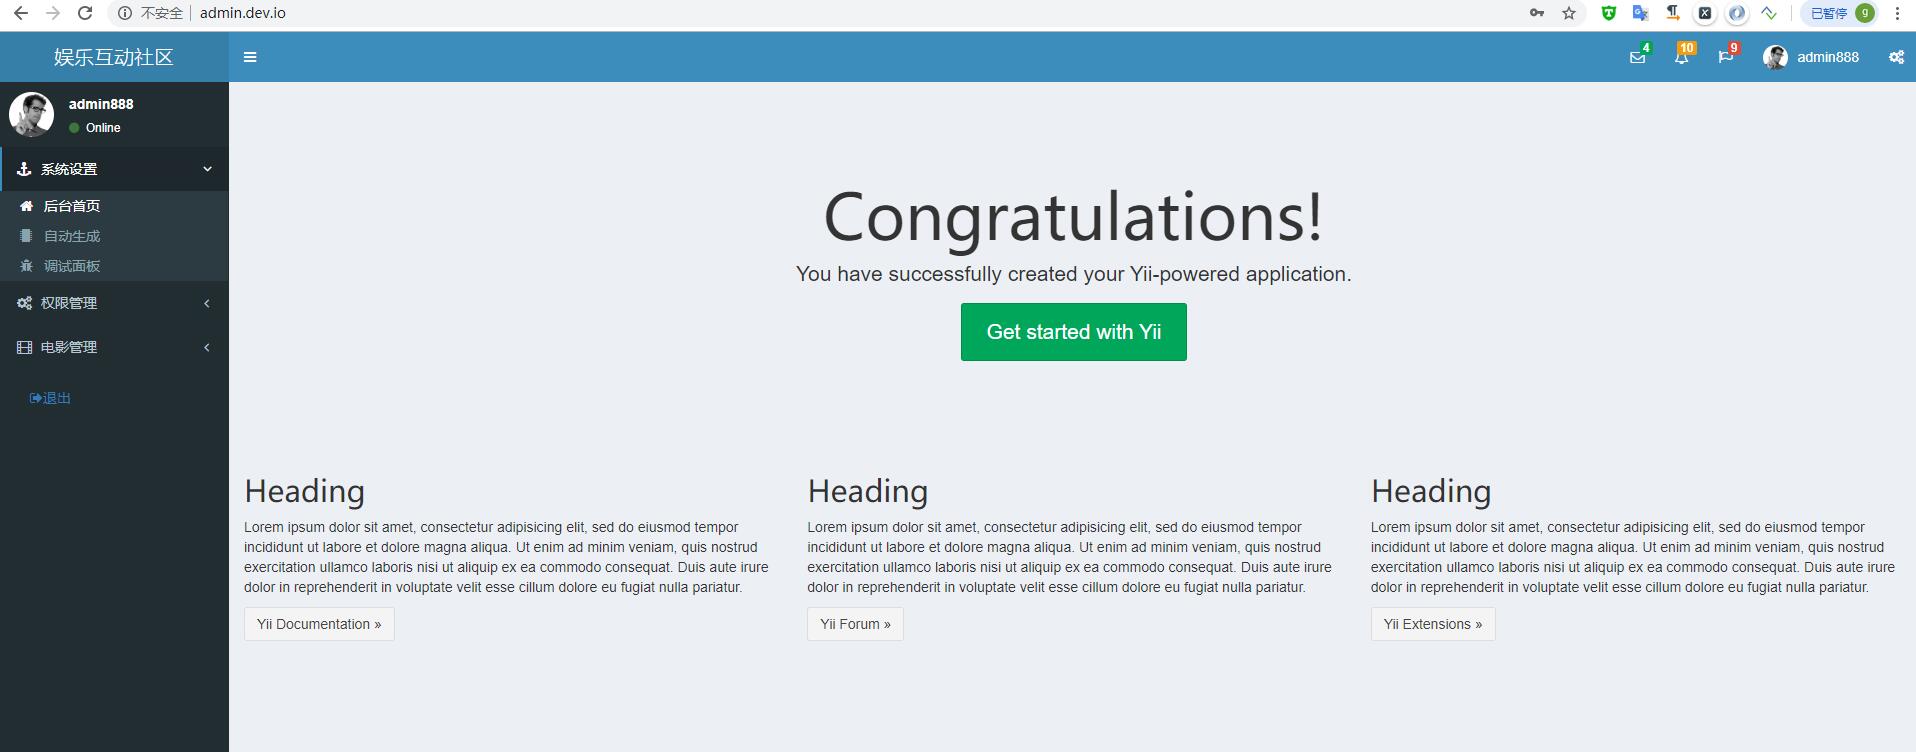 不安全 admin.dev.io
已暂停 g
娱乐互动社区
4
10
9
admin888
admin888
Online
系统设置
后台首页
自动生成
调试面板
权限管理
电影管理
退出
Congratulations!
You have successfully created your Yii-powered application.
Get started with Yii
Heading
Lorem ipsum dolor sit amet, consectetur adipisicing elit, sed do eiusmod tempor
incididunt ut labore et dolore magna aliqua. Ut enim ad minim veniam, quis nostrud
exercitation ullamco laboris nisi ut aliquip ex ea commodo consequat. Duis aute irure
dolor in reprehenderit in voluptate velit esse cillum dolore eu fugiat nulla pariatur.
Yii Documentation »
Heading
Lorem ipsum dolor sit amet, consectetur adipisicing elit, sed do eiusmod tempor
incididunt ut labore et dolore magna aliqua. Ut enim ad minim veniam, quis nostrud
exercitation ullamco laboris nisi ut aliquip ex ea commodo consequat. Duis aute irure
dolor in reprehenderit in voluptate velit esse cillum dolore eu fugiat nulla pariatur.
Yii Forum »
Heading
Lorem ipsum dolor sit amet, consectetur adipisicing elit, sed do eiusmod tempor
incididunt ut labore et dolore magna aliqua. Ut enim ad minim veniam, quis nostrud
exercitation ullamco laboris nisi ut aliquip ex ea commodo consequat. Duis aute irure
dolor in reprehenderit in voluptate velit esse cillum dolore eu fugiat nulla pariatur.
Yii Extensions »